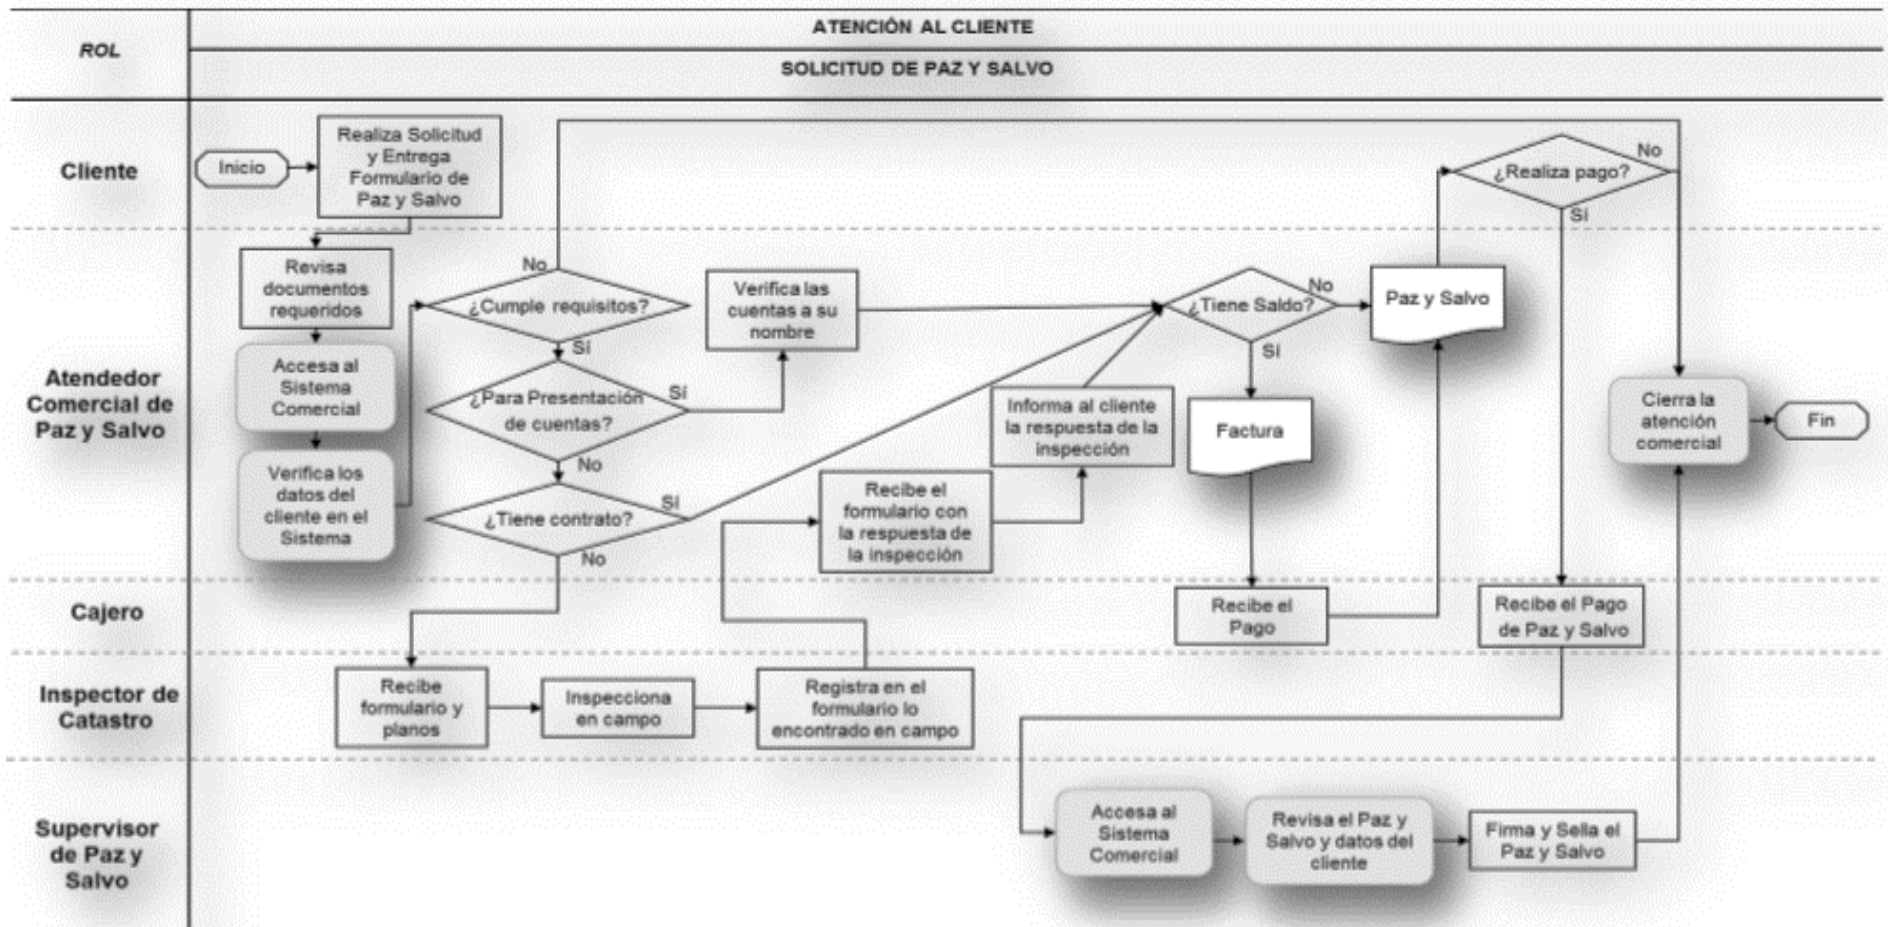 ROL
ATENCIÓN AL CLIENTE
SOLICITUD DE PAZ Y SALVO
Cliente
Inicio
Realiza Solicitud
y Entrega
Formulario de
Paz y Salvo
¿Realiza pago?
No
Sí
Atendedor
Comercial de
Paz y Salvo
Revisa
documentos
requeridos
Accesa al
Sistema
Comercial
Verifica los
datos del
cliente en el
Sistema
No
¿Cumple requisitos?
Sí
¿Para Presentación
de cuentas?
Sí
No
¿Tiene contrato?
Sí
No
Verifica las
cuentas a su
nombre
Recibe el
formulario con
la respuesta de
la inspección
Informa al cliente
la respuesta de la
inspección
¿Tiene Saldo?
No
Sí
Factura
Paz y Salvo
Cierra la
atención
comercial
Fin
Cajero
Recibe el
Pago
Recibe el Pago
de Paz y Salvo
Inspector de
Catastro
Recibe
formulario y
planos
Inspecciona
en campo
Registra en el
formulario lo
encontrado en campo
Supervisor
de Paz y
Salvo
Accesa al
Sistema
Comercial
Revisa el Paz y
Salvo y datos del
cliente
Firma y Sella el
Paz y Salvo